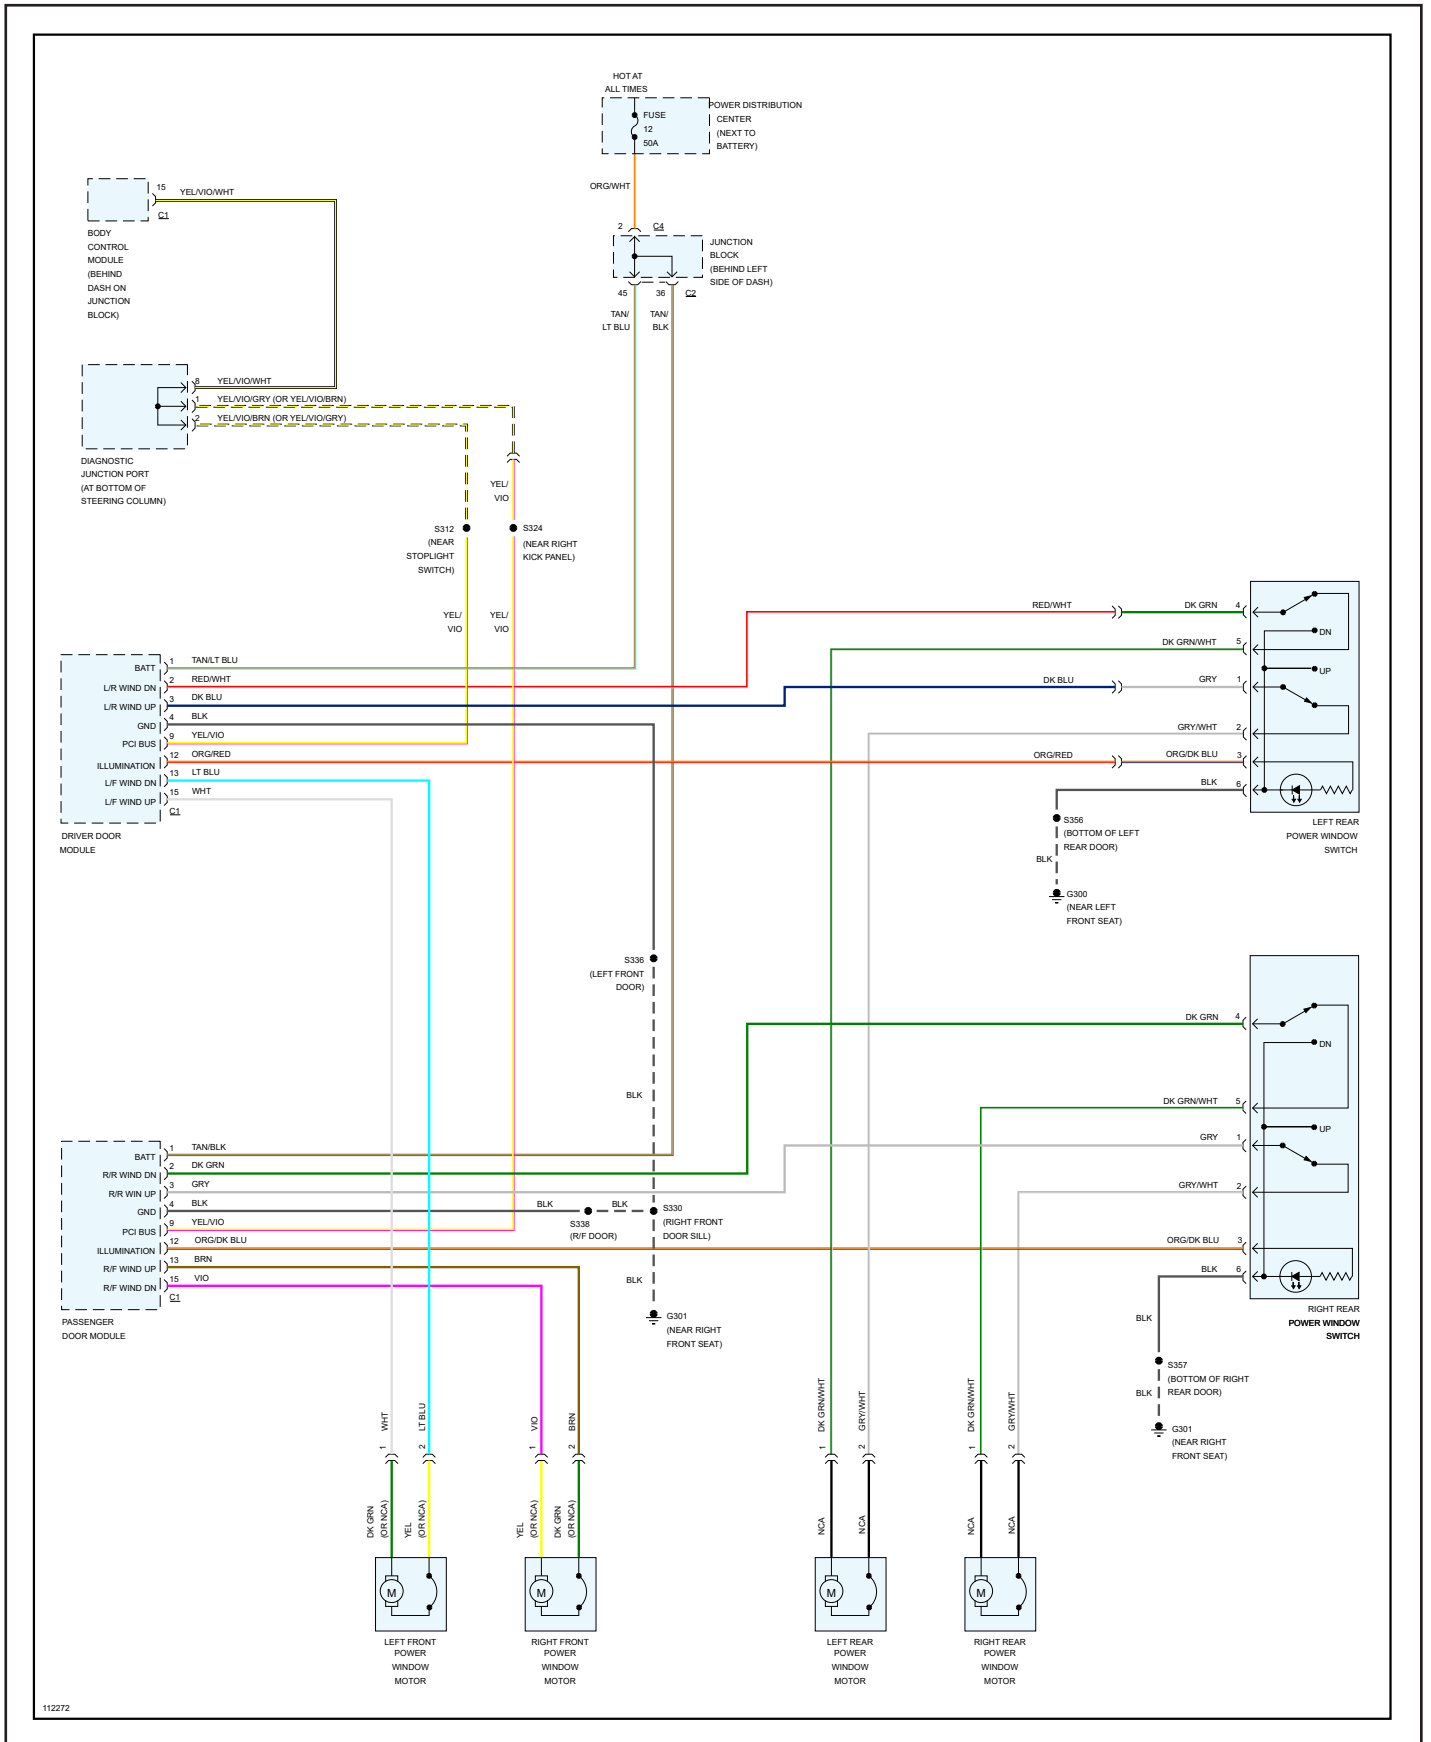 HOT AT
ALL TIMES
FUSE
12
50A
POWER DISTRIBUTION
CENTER
(NEXT TO
BATTERY)
ORG/WHT
2
C4
JUNCTION
BLOCK
(BEHIND LEFT
SIDE OF DASH)
45
36
C2
TAN/
LT BLU
TAN/
BLK
15
YEL/VIO/WHT
C1
BODY
CONTROL
MODULE
(BEHIND
DASH ON
JUNCTION
BLOCK)
8
YEL/VIO/WHT
1
YEL/VIO/GRY (OR YEL/VIO/BRN)
2
YEL/VIO/BRN (OR YEL/VIO/GRY)
DIAGNOSTIC
JUNCTION PORT
(AT BOTTOM OF
STEERING COLUMN)
YEL/
VIO
S312
(NEAR
STOPLIGHT
SWITCH)
S324
(NEAR RIGHT
KICK PANEL)
YEL/
VIO
YEL/
VIO
BATT
1
TAN/LT BLU
L/R WIND DN
2
RED/WHT
L/R WIND UP
3
DK BLU
GND
4
BLK
PCI BUS
9
YEL/VIO
ILLUMINATION
12
ORG/RED
L/F WIND DN
13
LT BLU
L/F WIND UP
15
WHT
C1
DRIVER DOOR
MODULE
RED/WHT
DK GRN
4
DK GRN/WHT
5
DK BLU
GRY
1
GRY/WHT
2
ORG/RED
ORG/DK BLU
3
BLK
6
DN
UP
LEFT REAR
POWER WINDOW
SWITCH
S356
(BOTTOM OF LEFT
REAR DOOR)
BLK
G300
(NEAR LEFT
FRONT SEAT)
S336
(LEFT FRONT
DOOR)
BLK
DK GRN
4
DN
DK GRN/WHT
5
UP
GRY
1
GRY/WHT
2
ORG/DK BLU
3
BLK
6
RIGHT REAR
POWER WINDOW
SWITCH
BLK
S357
(BOTTOM OF RIGHT
REAR DOOR)
BLK
G301
(NEAR RIGHT
FRONT SEAT)
BATT
1
TAN/BLK
R/R WIND DN
2
DK GRN
R/R WIN UP
3
GRY
GND
4
BLK
PCI BUS
9
YEL/VIO
ILLUMINATION
12
ORG/DK BLU
R/F WIND UP
13
BRN
R/F WIND DN
15
VIO
C1
PASSENGER
DOOR MODULE
BLK
S338
(R/F DOOR)
BLK
S330
(RIGHT FRONT
DOOR SILL)
BLK
G301
(NEAR RIGHT
FRONT SEAT)
WHT
1
LT BLU
2
VIO
1
BRN
2
DK GRN/WHT
1
GRY/WHT
2
DK GRN/WHT
1
GRY/WHT
2
DK GRN
(OR NCA)
YEL
(OR NCA)
YEL
(OR NCA)
DK GRN
(OR NCA)
NCA
NCA
NCA
NCA
M
M
M
M
LEFT FRONT
POWER
WINDOW
MOTOR
RIGHT FRONT
POWER
WINDOW
MOTOR
LEFT REAR
POWER
WINDOW
MOTOR
RIGHT REAR
POWER
WINDOW
MOTOR
112272